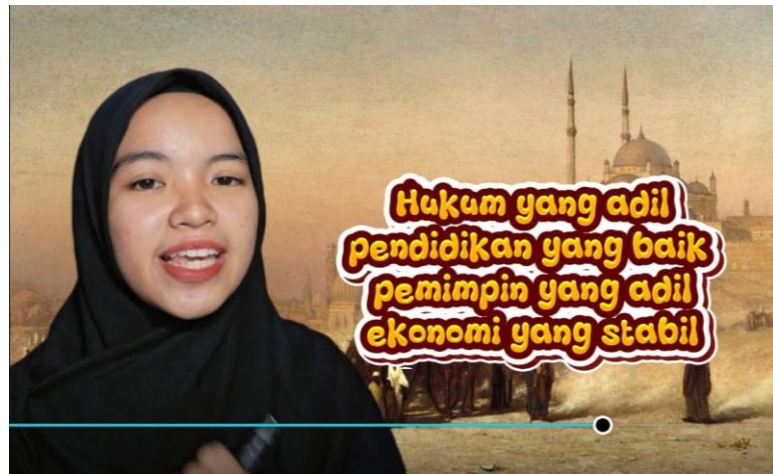 Hukum yang adil
pendidikan yang baik
pemimpin yang adil
ekonomi yang stabil